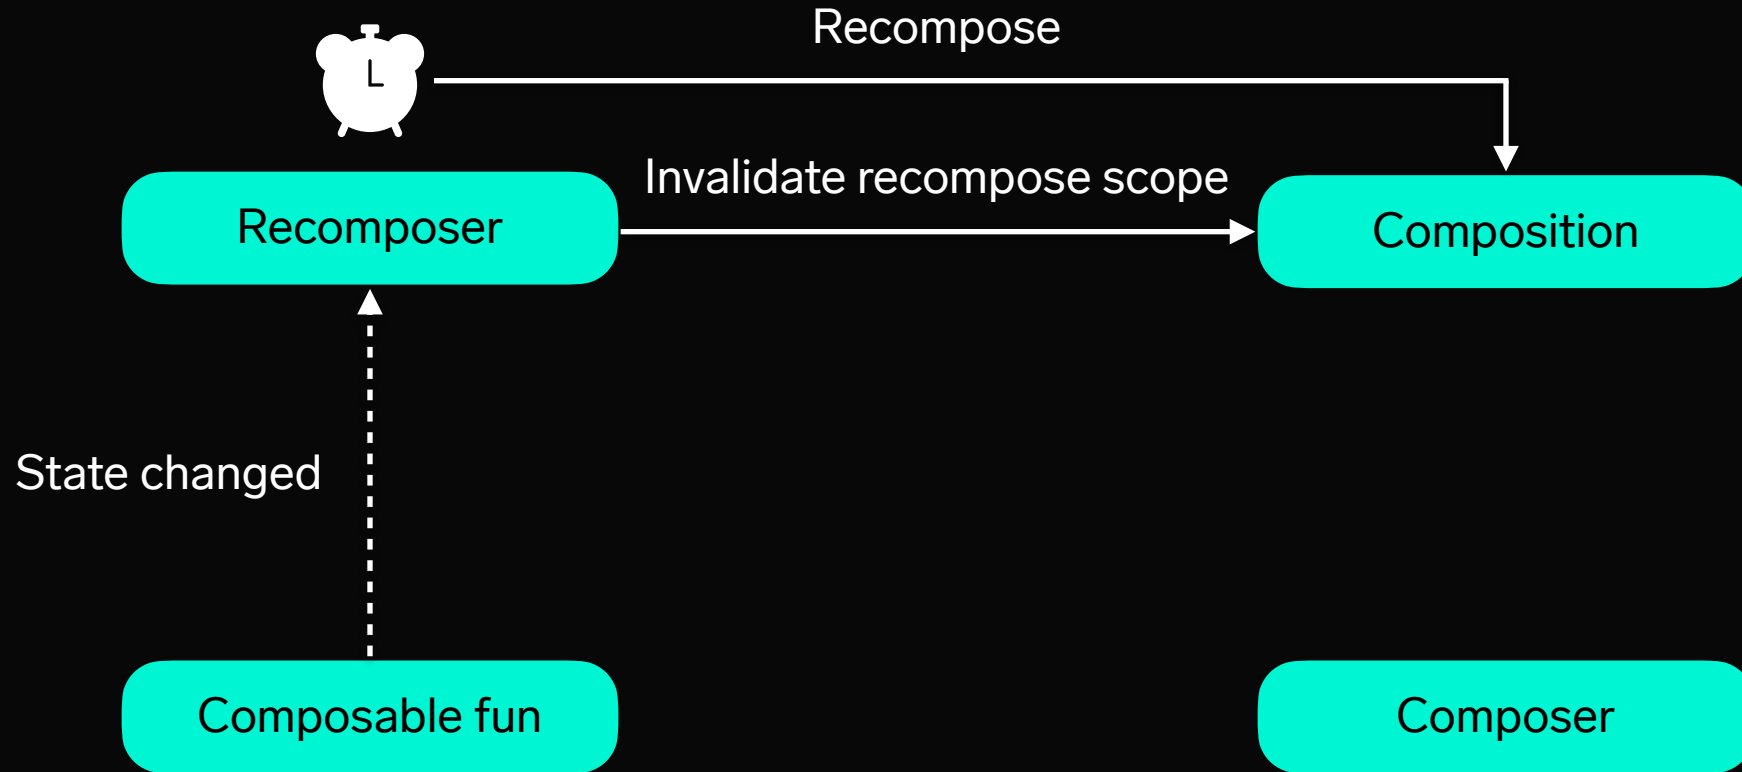 Recompose
Invalidate recompose scope
Recomposer
Composition
State changed
Composable fun
Composer